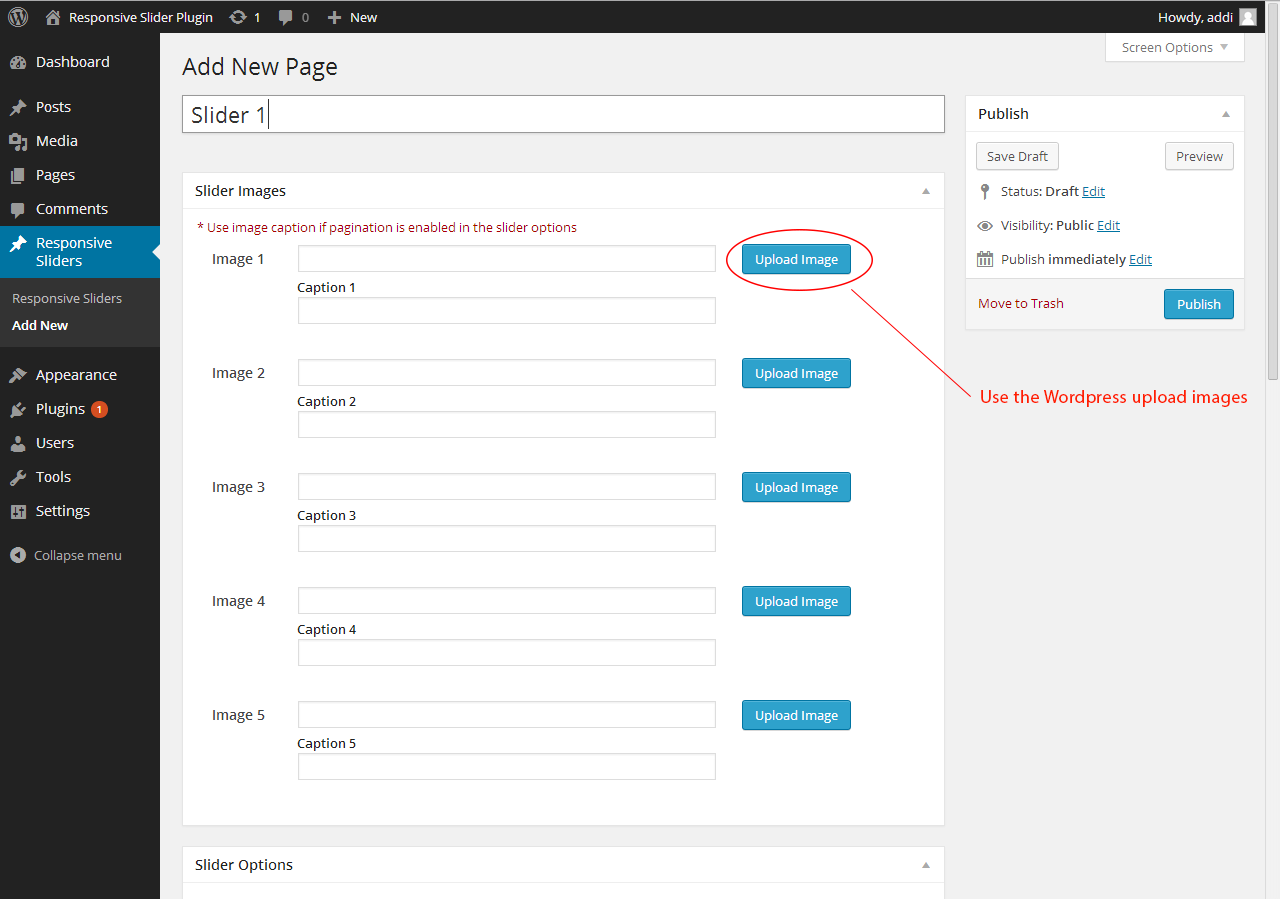 Responsive Slider Plugin 1 0 New Howdy, addi
Screen Options
Dashboard
Posts
Media
Pages
Comments
Responsive
Sliders
Responsive Sliders
Add New
Appearance
Plugins 1
Users
Tools
Settings
Collapse menu
Add New Page
Slider 1
Slider Images
* Use image caption if pagination is enabled in the slider options
Image 1 Upload Image
Caption 1
Image 2 Upload Image
Caption 2
Image 3 Upload Image
Caption 3
Image 4 Upload Image
Caption 4
Image 5 Upload Image
Caption 5
Slider Options
Publish
Save Draft Preview
Status: Draft Edit
Visibility: Public Edit
Publish immediately Edit
Move to Trash Publish
Use the Wordpress upload images